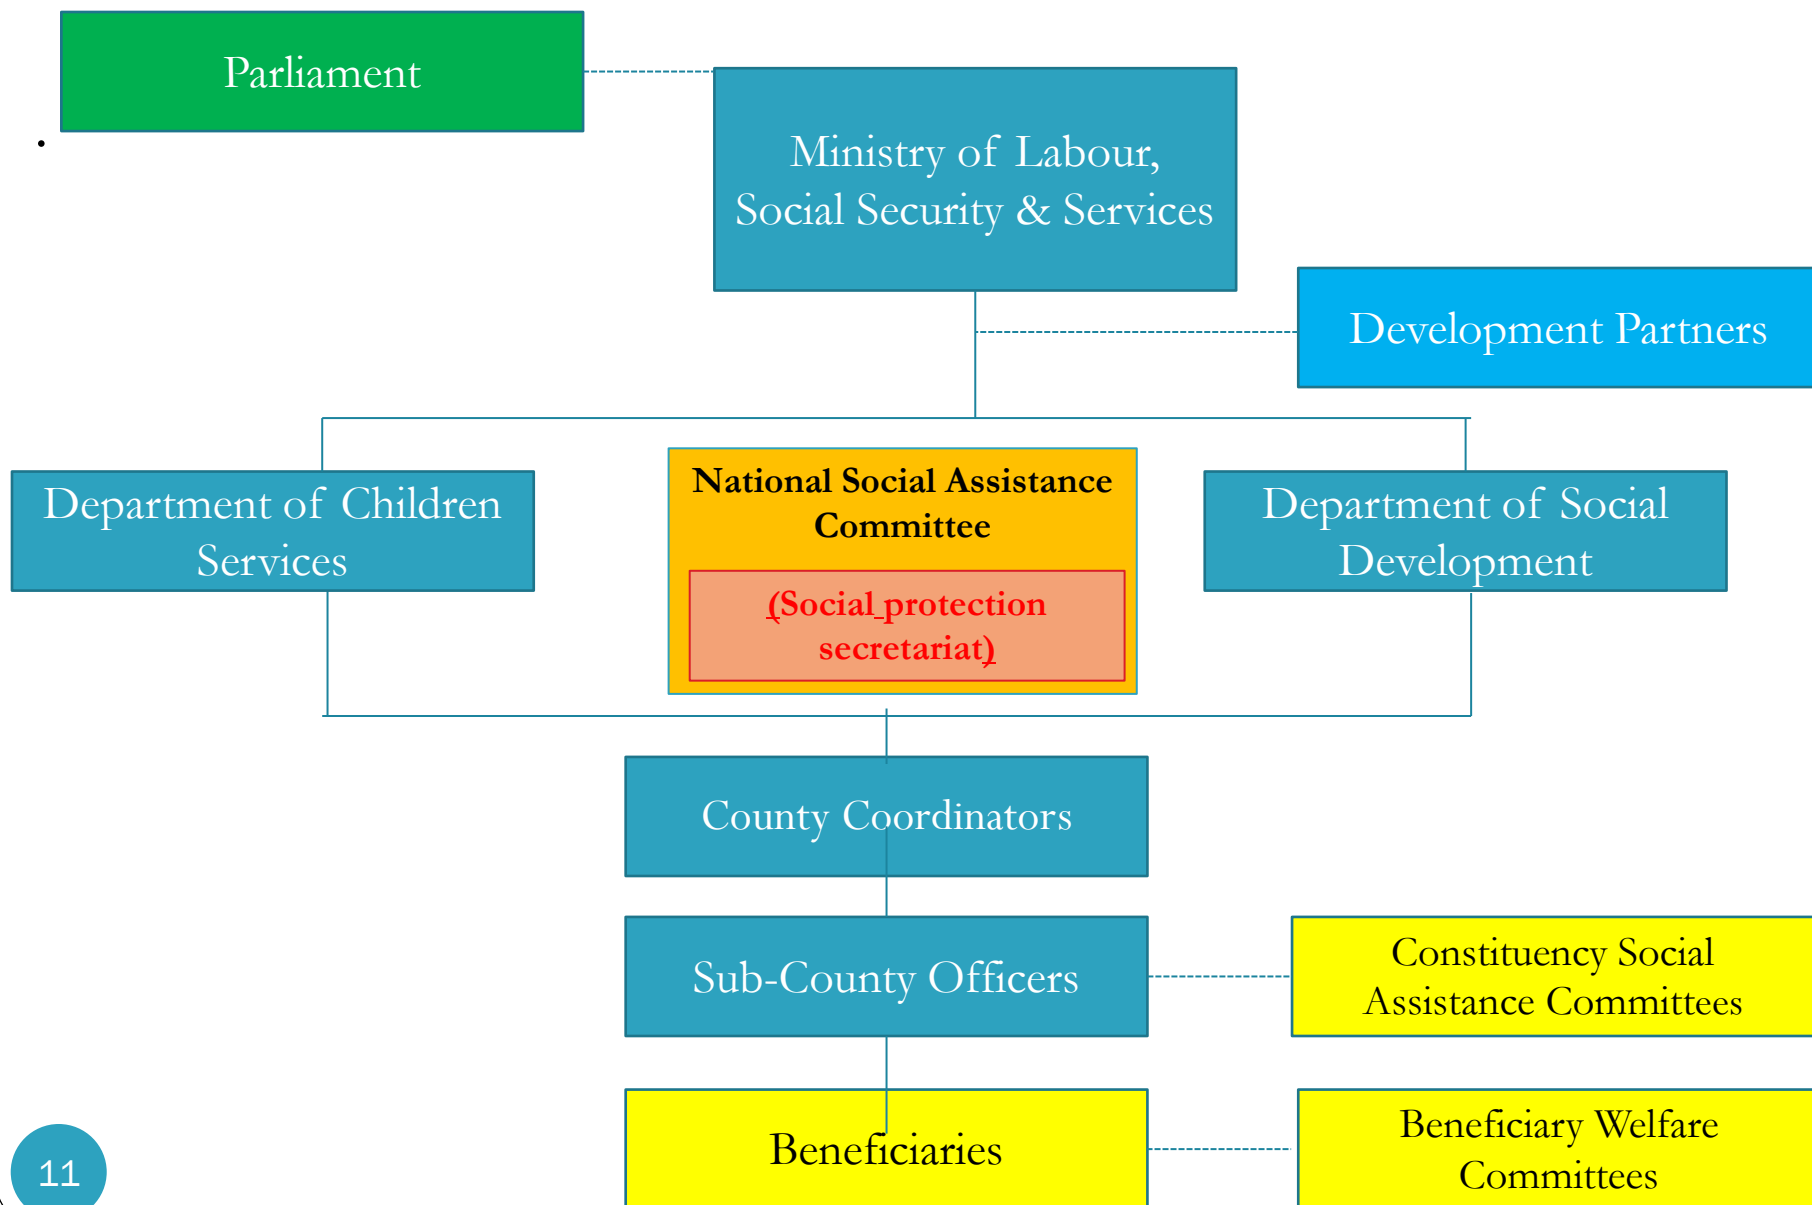 Parliament
Ministry of Labour,
Social Security & Services
Development Partners
Department of Children
Services
National Social Assistance
Committee
(Social protection
secretariat)
Department of Social
Development
County Coordinators
Sub-County Officers
Constituency Social
Assistance Committees
Beneficiaries
Beneficiary Welfare
Committees
11